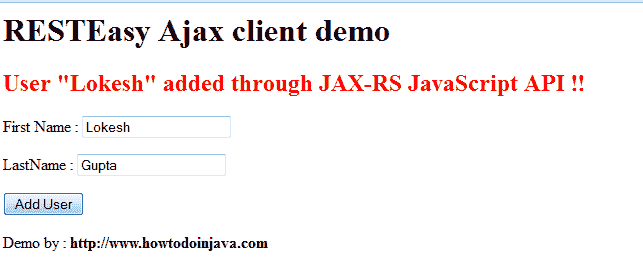 RESTEasy Ajax client demo
User "Lokesh" added through JAX-RS JavaScript API !!
First Name : Lokesh
LastName : Gupta
Add User
Demo by : http://www.howtodoinjava.com